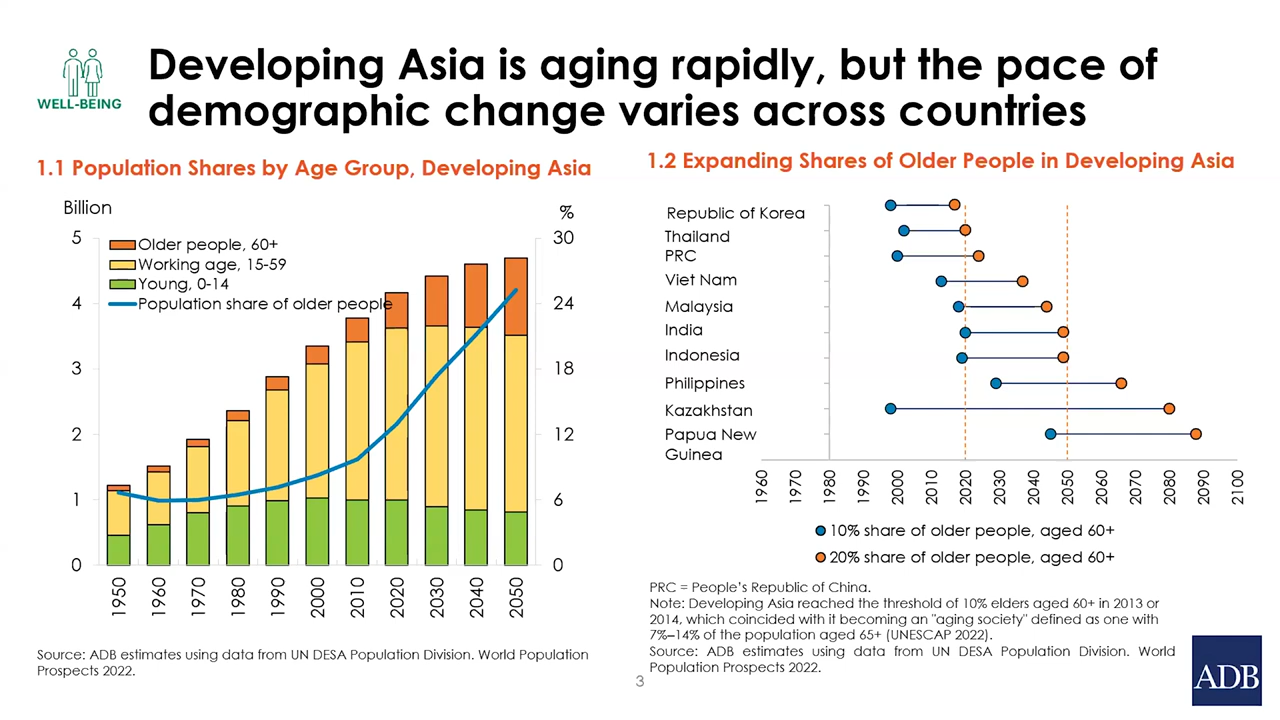 Developing Asia is aging rapidly, but the pace of
demographic change varies across countries
WELL-BEING
1.1 Population Shares by Age Group, Developing Asia
Billion
%
5
4
3
2
1
0
30
24
18
12
6
0
Older people, 60+
Working age, 15-59
Young, 0-14
Population share of older people
1950
1960
1970
1980
1990
2000
2010
2020
2030
2040
2050
Source: ADB estimates using data from UN DESA Population Division. World Population
Prospects 2022.
1.2 Expanding Shares of Older People in Developing Asia
Republic of Korea
Thailand
PRC
Viet Nam
Malaysia
India
Indonesia
Philippines
Kazakhstan
Papua New
Guinea
1960
1970
1980
1990
2000
2010
2020
2030
2040
2050
2060
2070
2080
2090
2100
10% share of older people, aged 60+
20% share of older people, aged 60+
PRC = People's Republic of China.
Note: Developing Asia reached the threshold of 10% elders aged 60+ in 2013 or
2014, which coincided with it becoming an "aging society" defined as one with
7%–14% of the population aged 65+ (UNESCAP 2022).
Source: ADB estimates using data from UN DESA Population Division. World
Population Prospects 2022.
3
ADB